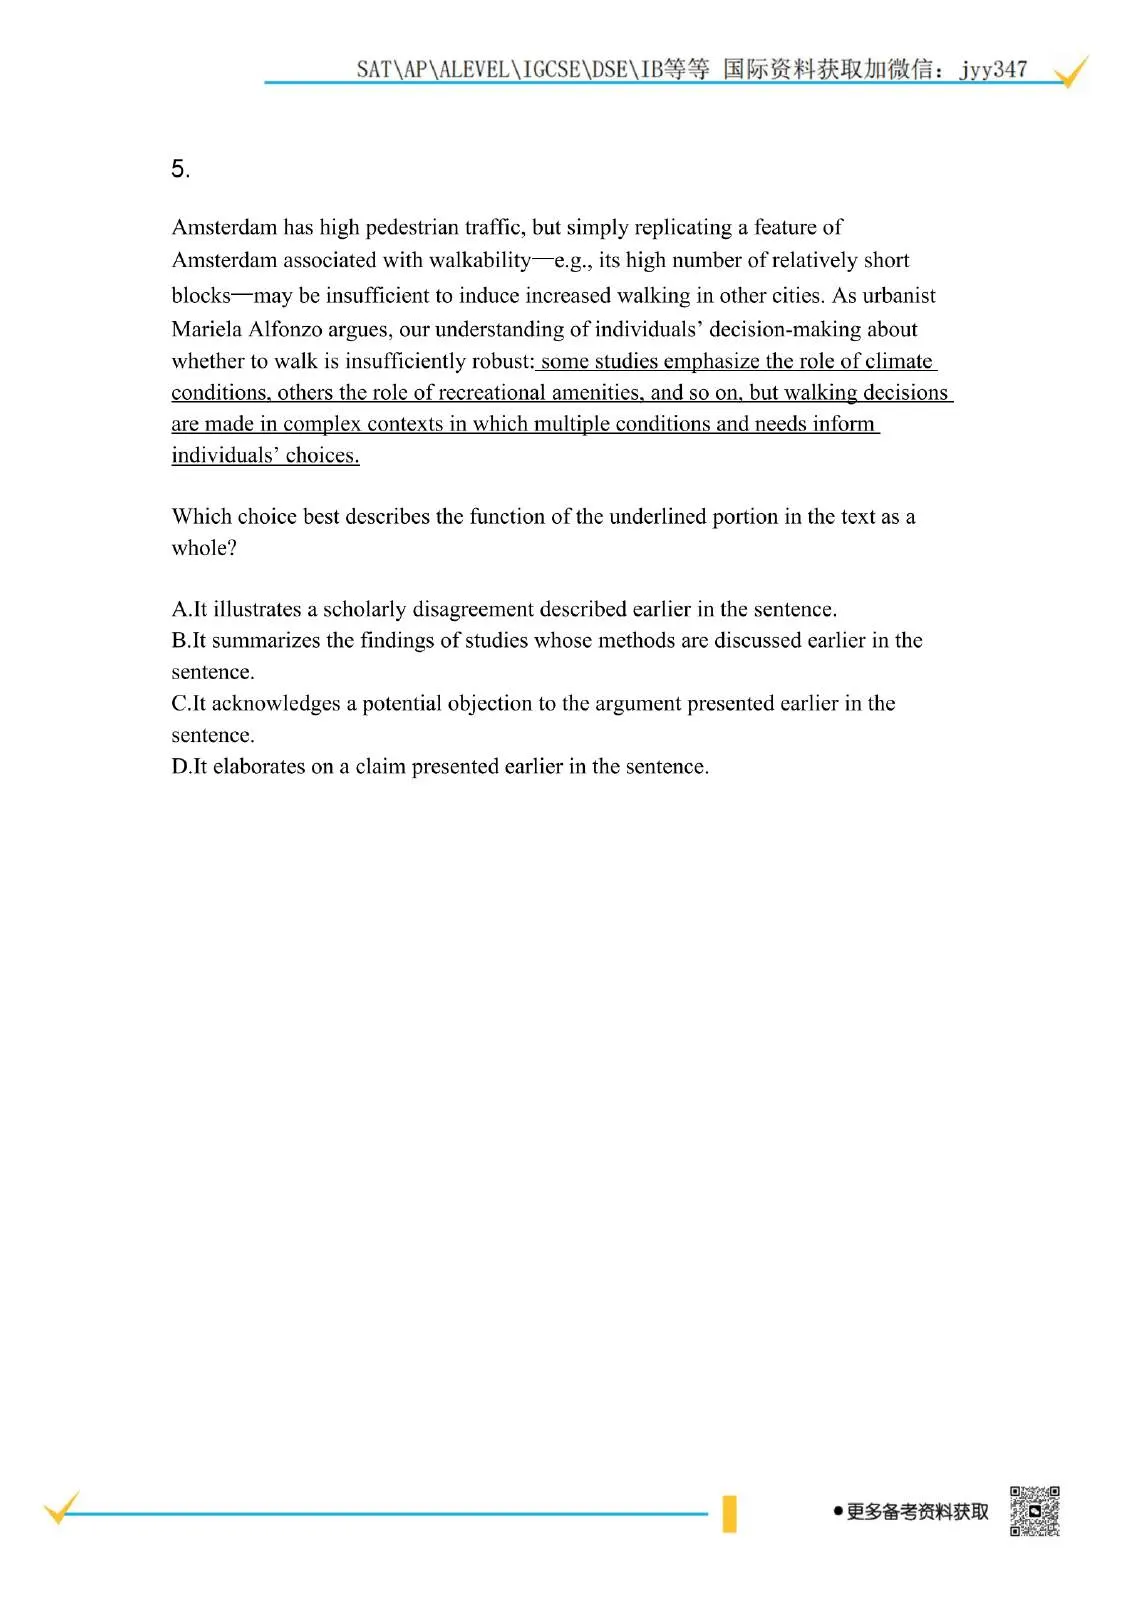 SAT\AP\ALEVEL\IGCSE\DSE\IB等等 国际资料获取加微信：jyy347
5.
Amsterdam has high pedestrian traffic, but simply replicating a feature of
Amsterdam associated with walkability—e.g., its high number of relatively short
blocks—may be insufficient to induce increased walking in other cities. As urbanist
Mariela Alfonzo argues, our understanding of individuals’ decision-making about
whether to walk is insufficiently robust: some studies emphasize the role of climate
conditions, others the role of recreational amenities, and so on, but walking decisions
are made in complex contexts in which multiple conditions and needs inform
individuals’ choices.
Which choice best describes the function of the underlined portion in the text as a
whole?
A.It illustrates a scholarly disagreement described earlier in the sentence.
B.It summarizes the findings of studies whose methods are discussed earlier in the
sentence.
C.It acknowledges a potential objection to the argument presented earlier in the
sentence.
D.It elaborates on a claim presented earlier in the sentence.
●更多备考资料获取